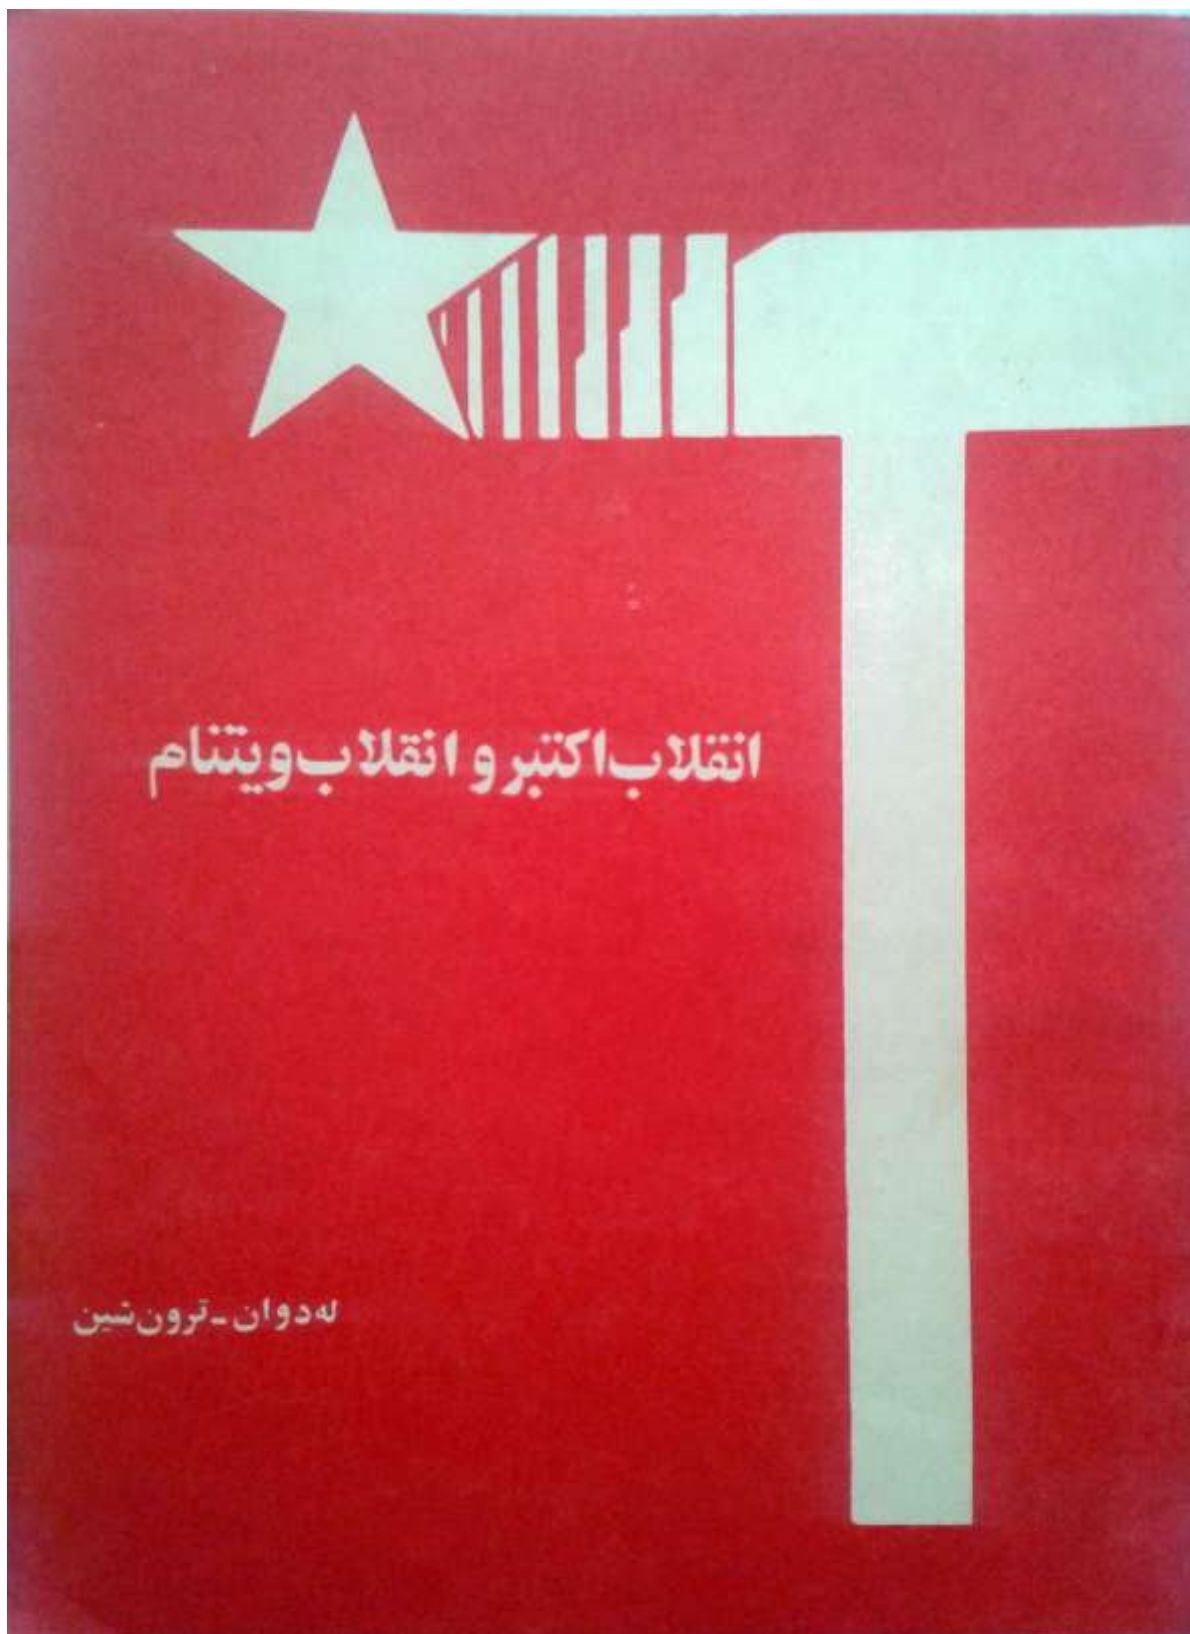 انقلاب اکتبر و انقلاب ویتنام
له دوان - ترون شین